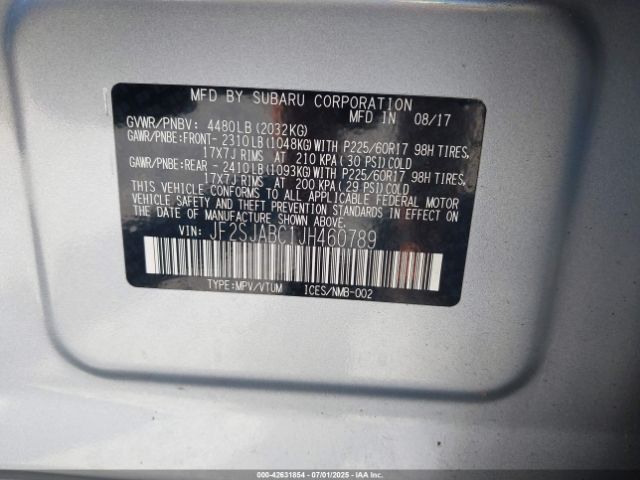 MFD BY SUBARU CORPORATION
MFD IN 08/17
GVWR/PNBV: 4480LB (2032KG)
GAWR/PNBE:FRONT- 2310LB (1048KG) WITH P225/60R17 98H TIRES,
17X7J RIMS AT 210 KPA ( 30 PSI) COLD
GAWR/PNBE:REAR - 2410LB (1093KG) WITH P225/60R17 98H TIRES,
17X7J RIMS AT 200 KPA ( 29 PSI) COLD
THIS VEHICLE CONFORMS TO ALL APPLICABLE FEDERAL MOTOR
VEHICLE SAFETY AND THEFT PREVENTION STANDARDS IN EFFECT ON
THE DATE OF MANUFACTURE SHOWN ABOVE.
VIN: JF2SJABC1JH460789
TYPE:MPV/VTUM ICES/NMB-002
000-42631854 | 07/01/2025 | IAAI.COM